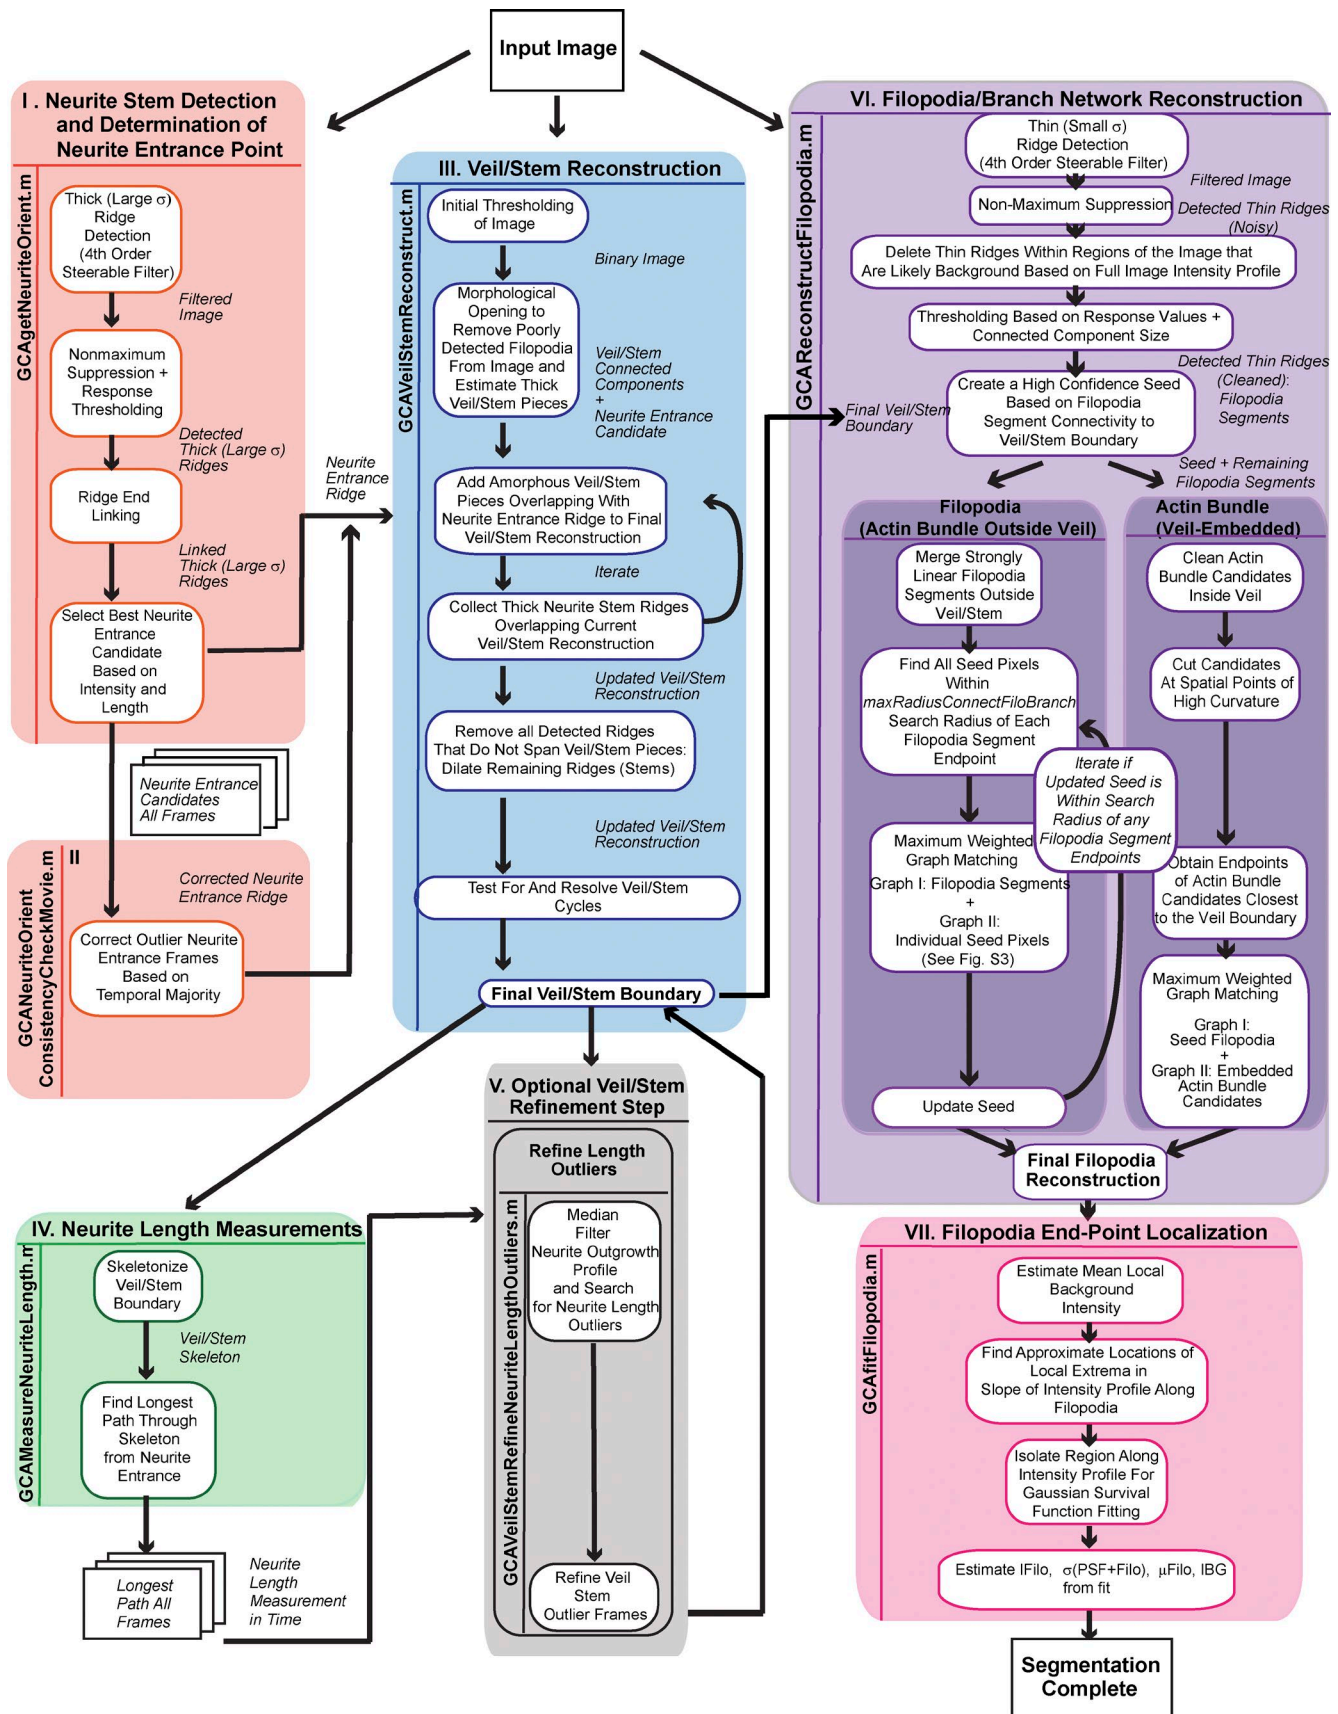 Input Image
I . Neurite Stem Detection
and Determination of
Neurite Entrance Point
GCAgetNeuriteOrient.m
Thick (Large σ)
Ridge
Detection
(4th Order
Steerable Filter)
Filtered
Image
Nonmaximum
Suppression +
Response
Thresholding
Detected
Thick (Large σ)
Ridges
Ridge End
Linking
Linked
Thick (Large σ)
Ridges
Select Best Neurite
Entrance
Candidate
Based on
Intensity and
Length
Neurite
Entrance
Ridge
Neurite Entrance
Candidates
All Frames
II
GCANeuriteOrient
ConsistencyCheckMovie.m
Corrected Neurite
Entrance Ridge
Correct Outlier Neurite
Entrance Frames
Based on
Temporal Majority
III. Veil/Stem Reconstruction
GCAVeilStemReconstruct.m
Initial Thresholding
of Image
Binary Image
Morphological
Opening to
Remove Poorly
Detected Filopodia
From Image and
Estimate Thick
Veil/Stem Pieces
Veil/Stem
Connected
Components
+
Neurite Entrance
Candidate
Add Amorphous Veil/Stem
Pieces Overlapping With
Neurite Entrance Ridge to Final
Veil/Stem Reconstruction
Iterate
Collect Thick Neurite Stem Ridges
Overlapping Current
Veil/Stem Reconstruction
Updated Veil/Stem
Reconstruction
Remove all Detected Ridges
That Do Not Span Veil/Stem Pieces:
Dilate Remaining Ridges (Stems)
Updated Veil/Stem
Reconstruction
Test For And Resolve Veil/Stem
Cycles
Final Veil/Stem Boundary
IV. Neurite Length Measurements
GCAMeasureNeuriteLength.m
Skeletonize
Veil/Stem
Boundary
Veil/Stem
Skeleton
Find Longest
Path Through
Skeleton
from Neurite
Entrance
Longest
Path All
Frames
Neurite
Length
Measurement
in Time
V. Optional Veil/Stem
Refinement Step
Refine Length
Outliers
GCAVeilStemRefineNeuriteLengthOutliers.m
Median
Filter
Neurite Outgrowth
Profile
and Search
for Neurite Length
Outliers
Refine Veil
Stem
Outlier Frames
VI. Filopodia/Branch Network Reconstruction
GCAReconstructFilopodia.m
Thin (Small σ)
Ridge Detection
(4th Order Steerable Filter)
Filtered Image
Non-Maximum Suppression
Detected Thin Ridges
(Noisy)
Delete Thin Ridges Within Regions of the Image that
Are Likely Background Based on Full Image Intensity Profile
Thresholding Based on Response Values +
Connected Component Size
Detected Thin Ridges
(Cleaned):
Filopodia
Segments
Create a High Confidence Seed
Based on Filopodia
Segment Connectivity to
Veil/Stem Boundary
Final Veil/Stem
Boundary
Seed + Remaining
Filopodia Segments
Filopodia
(Actin Bundle Outside Veil)
Merge Strongly
Linear Filopodia
Segments Outside
Veil/Stem
Find All Seed Pixels
Within
maxRadiusConnectFiloBranch
Search Radius of Each
Filopodia Segment
Endpoint
Iterate if
Updated Seed is
Within Search
Radius of any
Filopodia Segment
Endpoints
Maximum Weighted
Graph Matching
Graph I: Filopodia Segments
+
Graph II:
Individual Seed Pixels
(See Fig. S3)
Update Seed
Actin Bundle
(Veil-Embedded)
Clean Actin
Bundle Candidates
Inside Veil
Cut Candidates
At Spatial Points of
High Curvature
Obtain Endpoints
of Actin Bundle
Candidates Closest
to the Veil Boundary
Maximum Weighted
Graph Matching
Graph I:
Seed Filopodia
+
Graph II: Embedded
Actin Bundle
Candidates
Final Filopodia
Reconstruction
VII. Filopodia End-Point Localization
GCAfitFilopodia.m
Estimate Mean Local
Background
Intensity
Find Approximate Locations of
Local Extrema in
Slope of Intensity Profile Along
Filopodia
Isolate Region Along
Intensity Profile For
Gaussian Survival
Function Fitting
Estimate IFilo, σ(PSF+Filo), μFilo, IBG
from fit
Segmentation
Complete